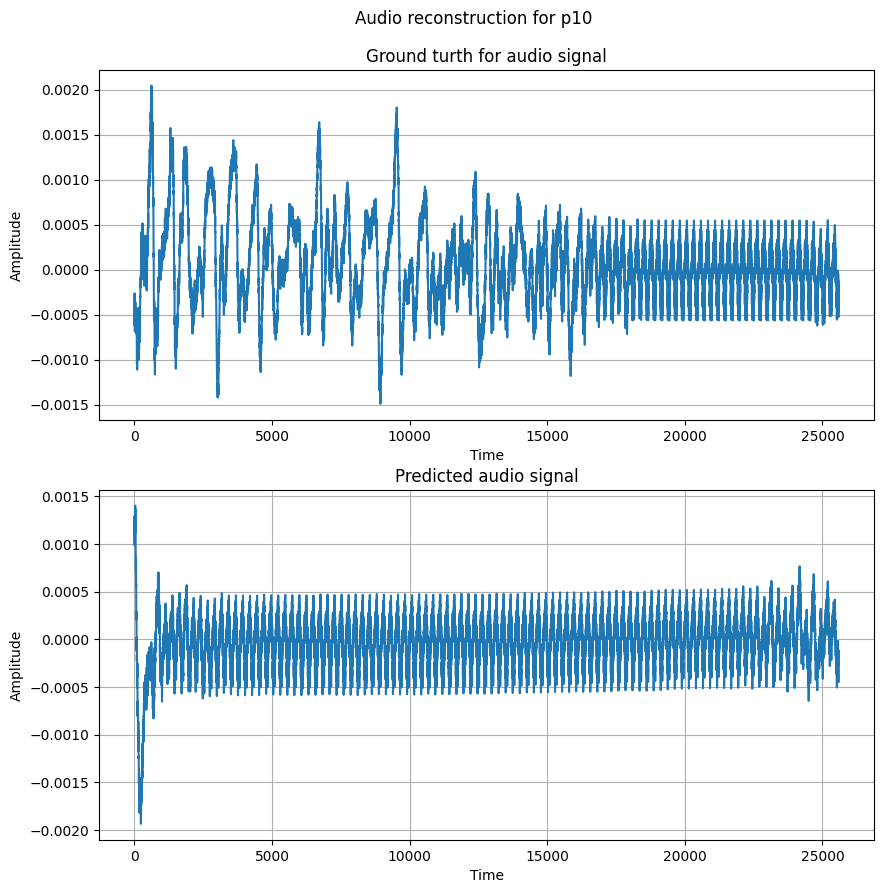 Audio reconstruction for p10
Ground turth for audio signal
0.0020
0.0015
0.0010
0.0005
0.0000
−0.0005
−0.0010
−0.0015
Amplitude
0 5000 10000 15000 20000 25000
Time
Predicted audio signal
0.0015
0.0010
0.0005
0.0000
−0.0005
−0.0010
−0.0015
−0.0020
Amplitude
0 5000 10000 15000 20000 25000
Time